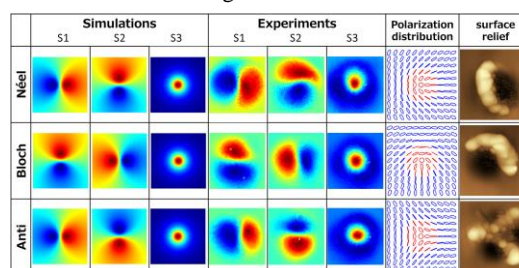 Simulations Experiments Polarization distribution surface relief
S1 S2 S3 S1 S2 S3
Néel
Bloch
Anti